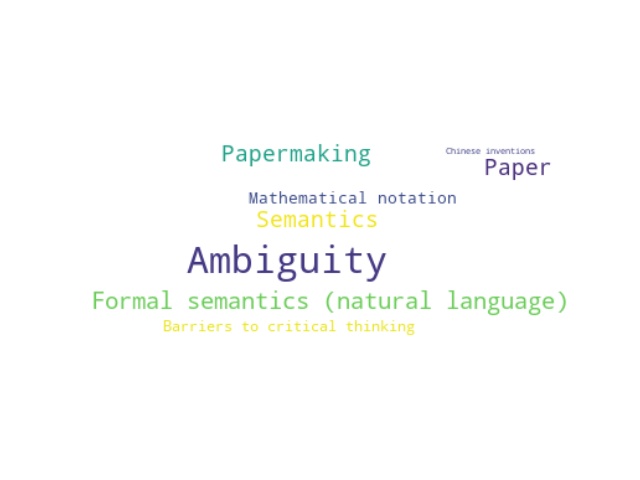 Papermaking
Chinese inventions
Paper
Mathematical notation
Semantics
Ambiguity
Formal semantics (natural language)
Barriers to critical thinking